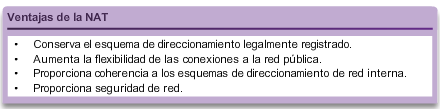 Ventajas de la NAT
• Conserva el esquema de direccionamiento legalmente registrado.
• Aumenta la flexibilidad de las conexiones a la red pública.
• Proporciona coherencia a los esquemas de direccionamiento de red interna.
• Proporciona seguridad de red.